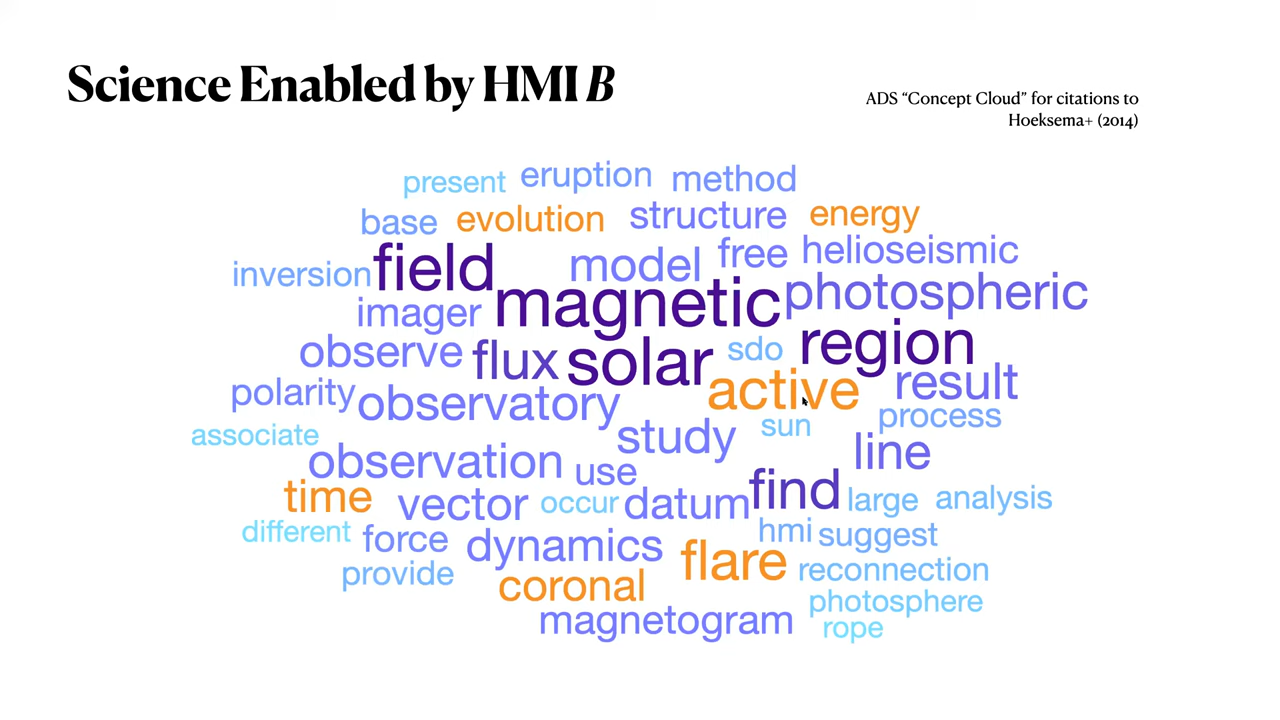 Science Enabled by HMI B
ADS “Concept Cloud” for citations to
Hoeksema+ (2014)
present eruption method
base evolution structure energy
inversion field model free helioseismic
imager magnetic photospheric
observe flux solar sdo region
polarity observatory active result
associate study sun process
observation use line
time vector occur datum find large analysis
different force dynamics hmi suggest
provide coronal flare reconnection
magnetogram photosphere
rope